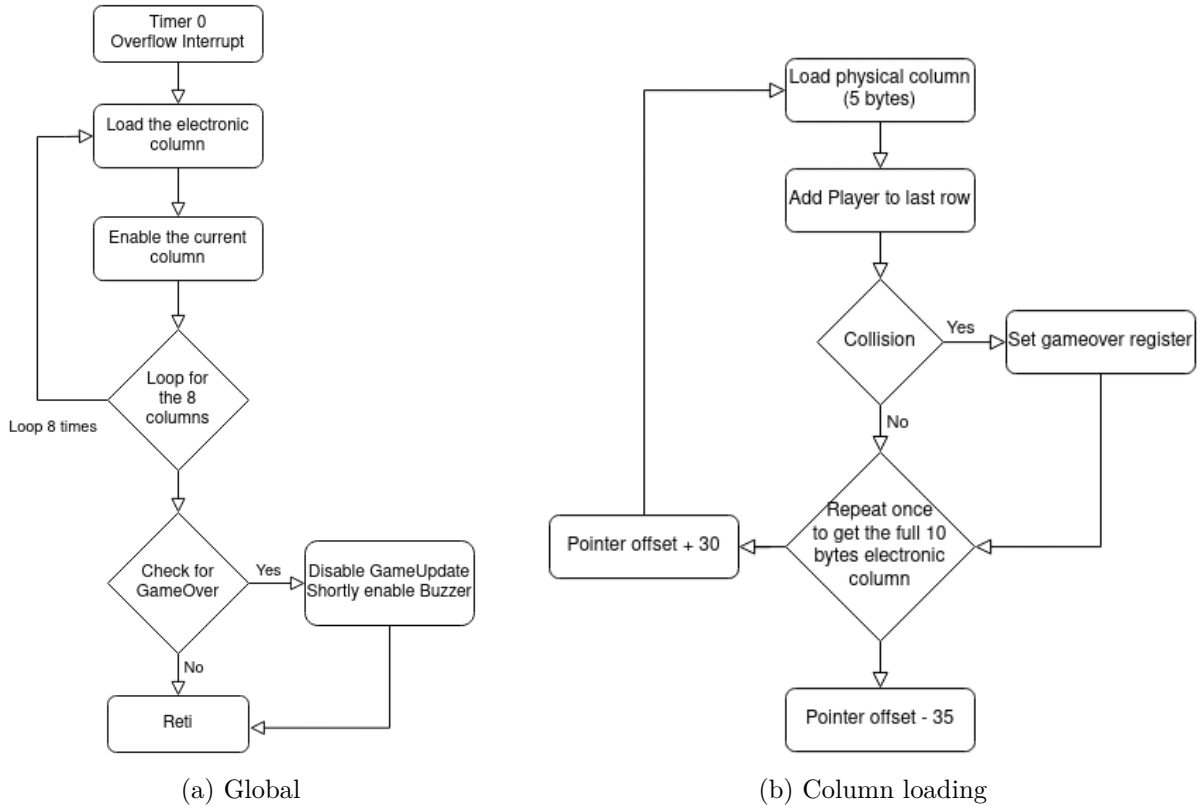 Timer 0
Overflow Interrupt
Load the electronic
column
Enable the current
column
Loop for
the 8
columns
Loop 8 times
Check for
GameOver
Yes
Disable GameUpdate
Shortly enable Buzzer
No
Reti
(a) Global
Load physical column
(5 bytes)
Add Player to last row
Collision
Yes
Set gameover register
No
Repeat once
to get the full 10
bytes electronic
column
Pointer offset + 30
Pointer offset - 35
(b) Column loading